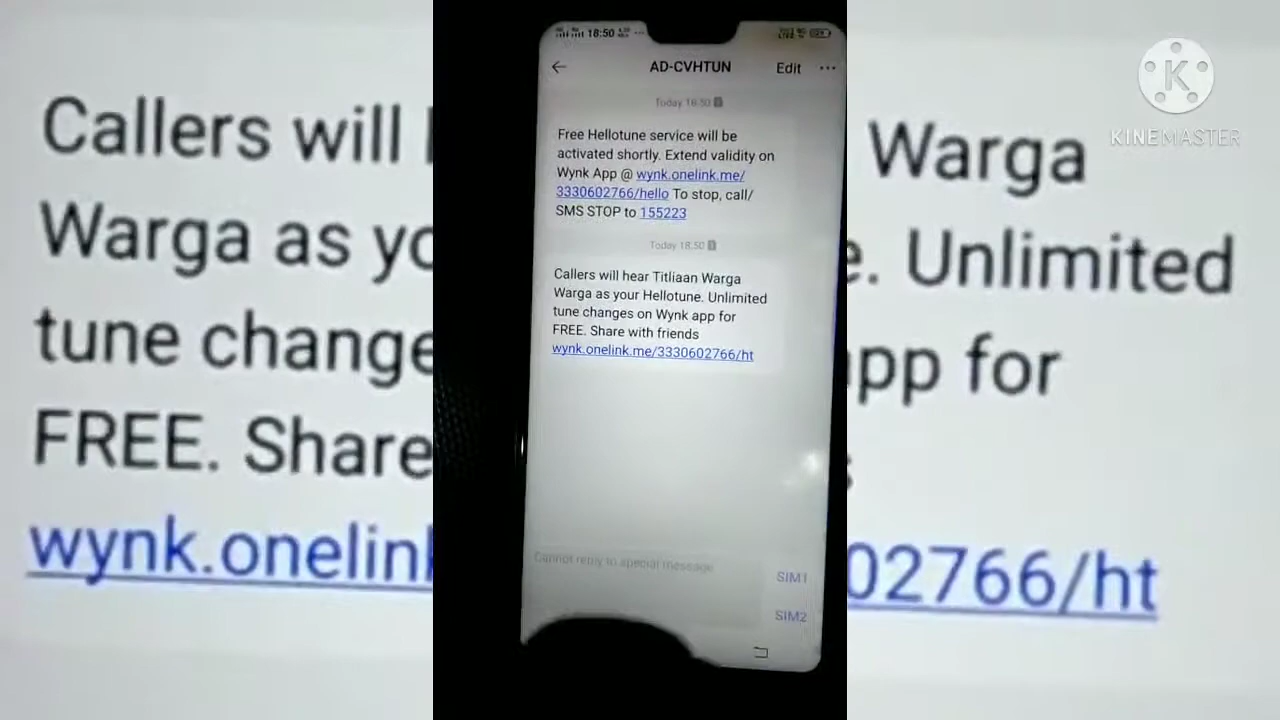 18:50
AD-CVHTUN
Edit
Today 18:50
Free Hellotune service will be
activated shortly. Extend validity on
Wynk App @ wynk.onelink.me/
3330602766/hello To stop, call/
SMS STOP to 155223
Today 18:50
Callers will hear Titliaan Warga
Warga as your Hellotune. Unlimited
tune changes on Wynk app for
FREE. Share with friends
wynk.onelink.me/3330602766/ht
Cannot reply to special message
SIM1
SIM2
Callers will
Warga
Warga as yo
e. Unlimited
tune change
app for
FREE. Share
wynk.onelink
02766/ht
KINEMASTER